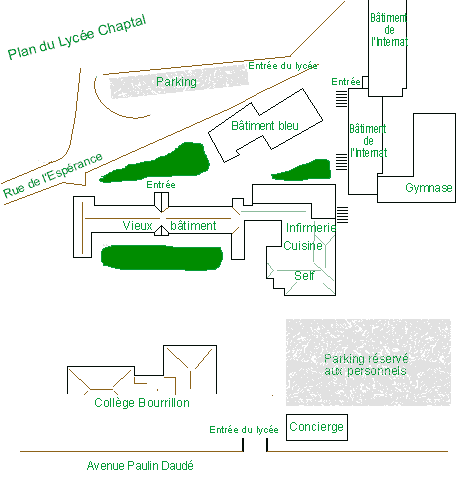 Plan du Lycée Chaptal
Bâtiment
de
l'Internat
Entrée du lycée
Parking
Entrée
Bâtiment bleu
Bâtiment
de
l'Internat
Rue de l'Espérance
Entrée
Gymnase
Vieux bâtiment
Infirmerie
Cuisine
Self
Parking réservé
aux personnels
Collège Bourrillon
Entrée du lycée
Concierge
Avenue Paulin Daudé